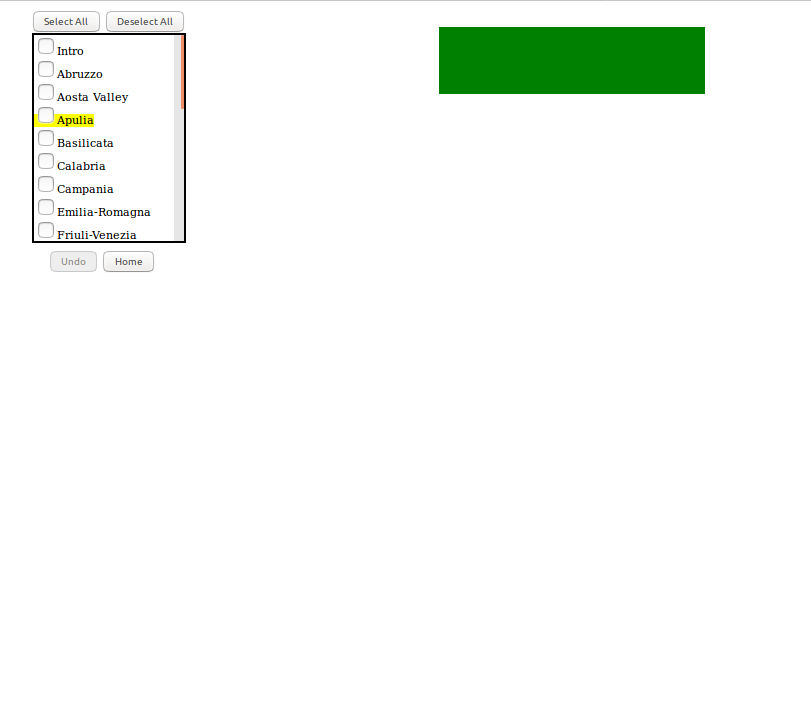 Select All Deselect All
Intro
Abruzzo
Aosta Valley
Apulia
Basilicata
Calabria
Campania
Emilia-Romagna
Friuli-Venezia
Undo Home